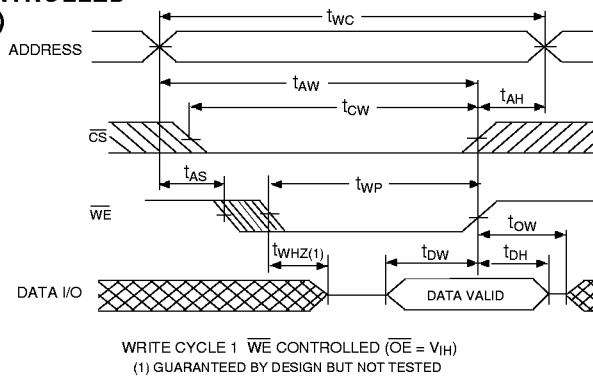 NTROLLED
)
tWC
ADDRESS
tAW
tCW
tAH
CS
tAS
tWP
WE
tOW
tWHZ(1)
tDW
tDH
DATA I/O
DATA VALID
WRITE CYCLE 1 WE CONTROLLED (OE = VIH)
(1) GUARANTEED BY DESIGN BUT NOT TESTED